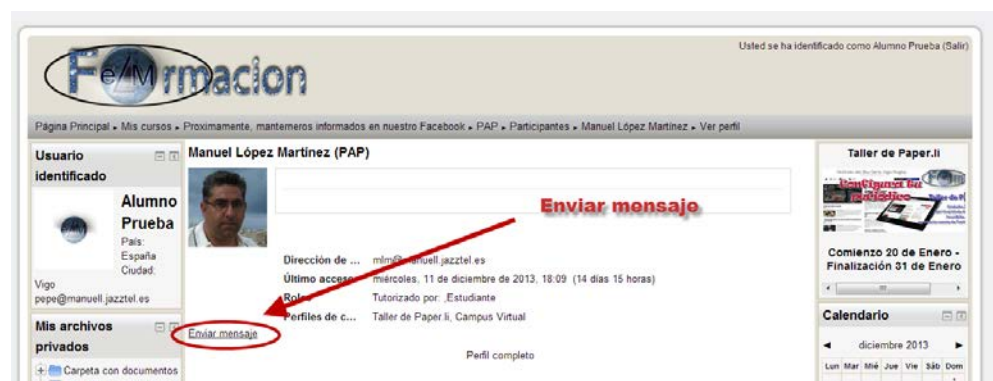 Usted se ha identificado como Alumno Prueba (Salir)
Fe/M rmacion
Página Principal ▸ Mis cursos ▸ Proximamente, manterneros informados en nuestro Facebook ▸ PAP ▸ Participantes ▸ Manuel López Martínez ▸ Ver perfil
Usuario
identificado
Alumno
Prueba
País:
España
Ciudad:
Vigo
pepe@manuell.jazztel.es
Mis archivos
privados
Carpeta con documentos
Manuel López Martínez (PAP)
Enviar mensaje
Dirección de ...
Último acceso miércoles, 11 de diciembre de 2013, 18:09 (14 días 15 horas)
Roles Tutorizado por: ,Estudiante
Perfiles de c... Taller de Paper.li, Campus Virtual
Enviar mensaje
Perfil completo
Taller de Paper.li
Configura tu
periódico
Comienzo 20 de Enero -
Finalización 31 de Enero
Calendario
◄ diciembre 2013 ►
Lun Mar Mié Jue Vie Sáb Dom